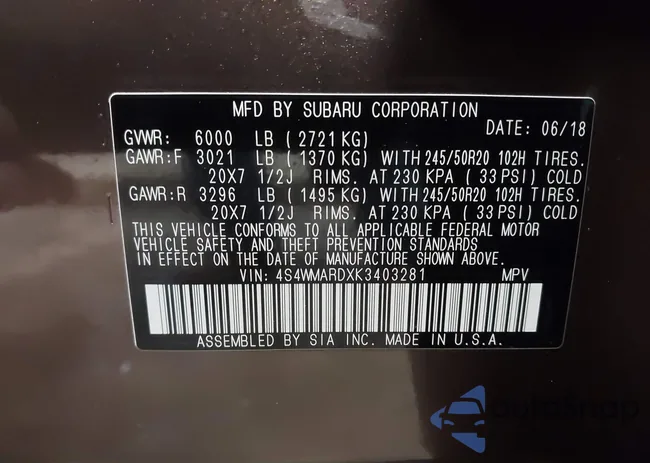 MFD BY SUBARU CORPORATION
DATE: 06/18
GVWR: 6000 LB (2721 KG)
GAWR:F 3021 LB (1370 KG) WITH 245/50R20 102H TIRES.
20X7 1/2J RIMS. AT 230 KPA (33 PSI) COLD
GAWR:R 3296 LB (1495 KG) WITH 245/50R20 102H TIRES.
20X7 1/2J RIMS. AT 230 KPA (33 PSI) COLD
THIS VEHICLE CONFORMS TO ALL APPLICABLE FEDERAL MOTOR
VEHICLE SAFETY AND THEFT PREVENTION STANDARDS
IN EFFECT ON THE DATE OF MANUFACTURE SHOWN ABOVE.
VIN: 4S4WMARDXK3403281 MPV
ASSEMBLED BY SIA INC. MADE IN U.S.A.
autoSnap